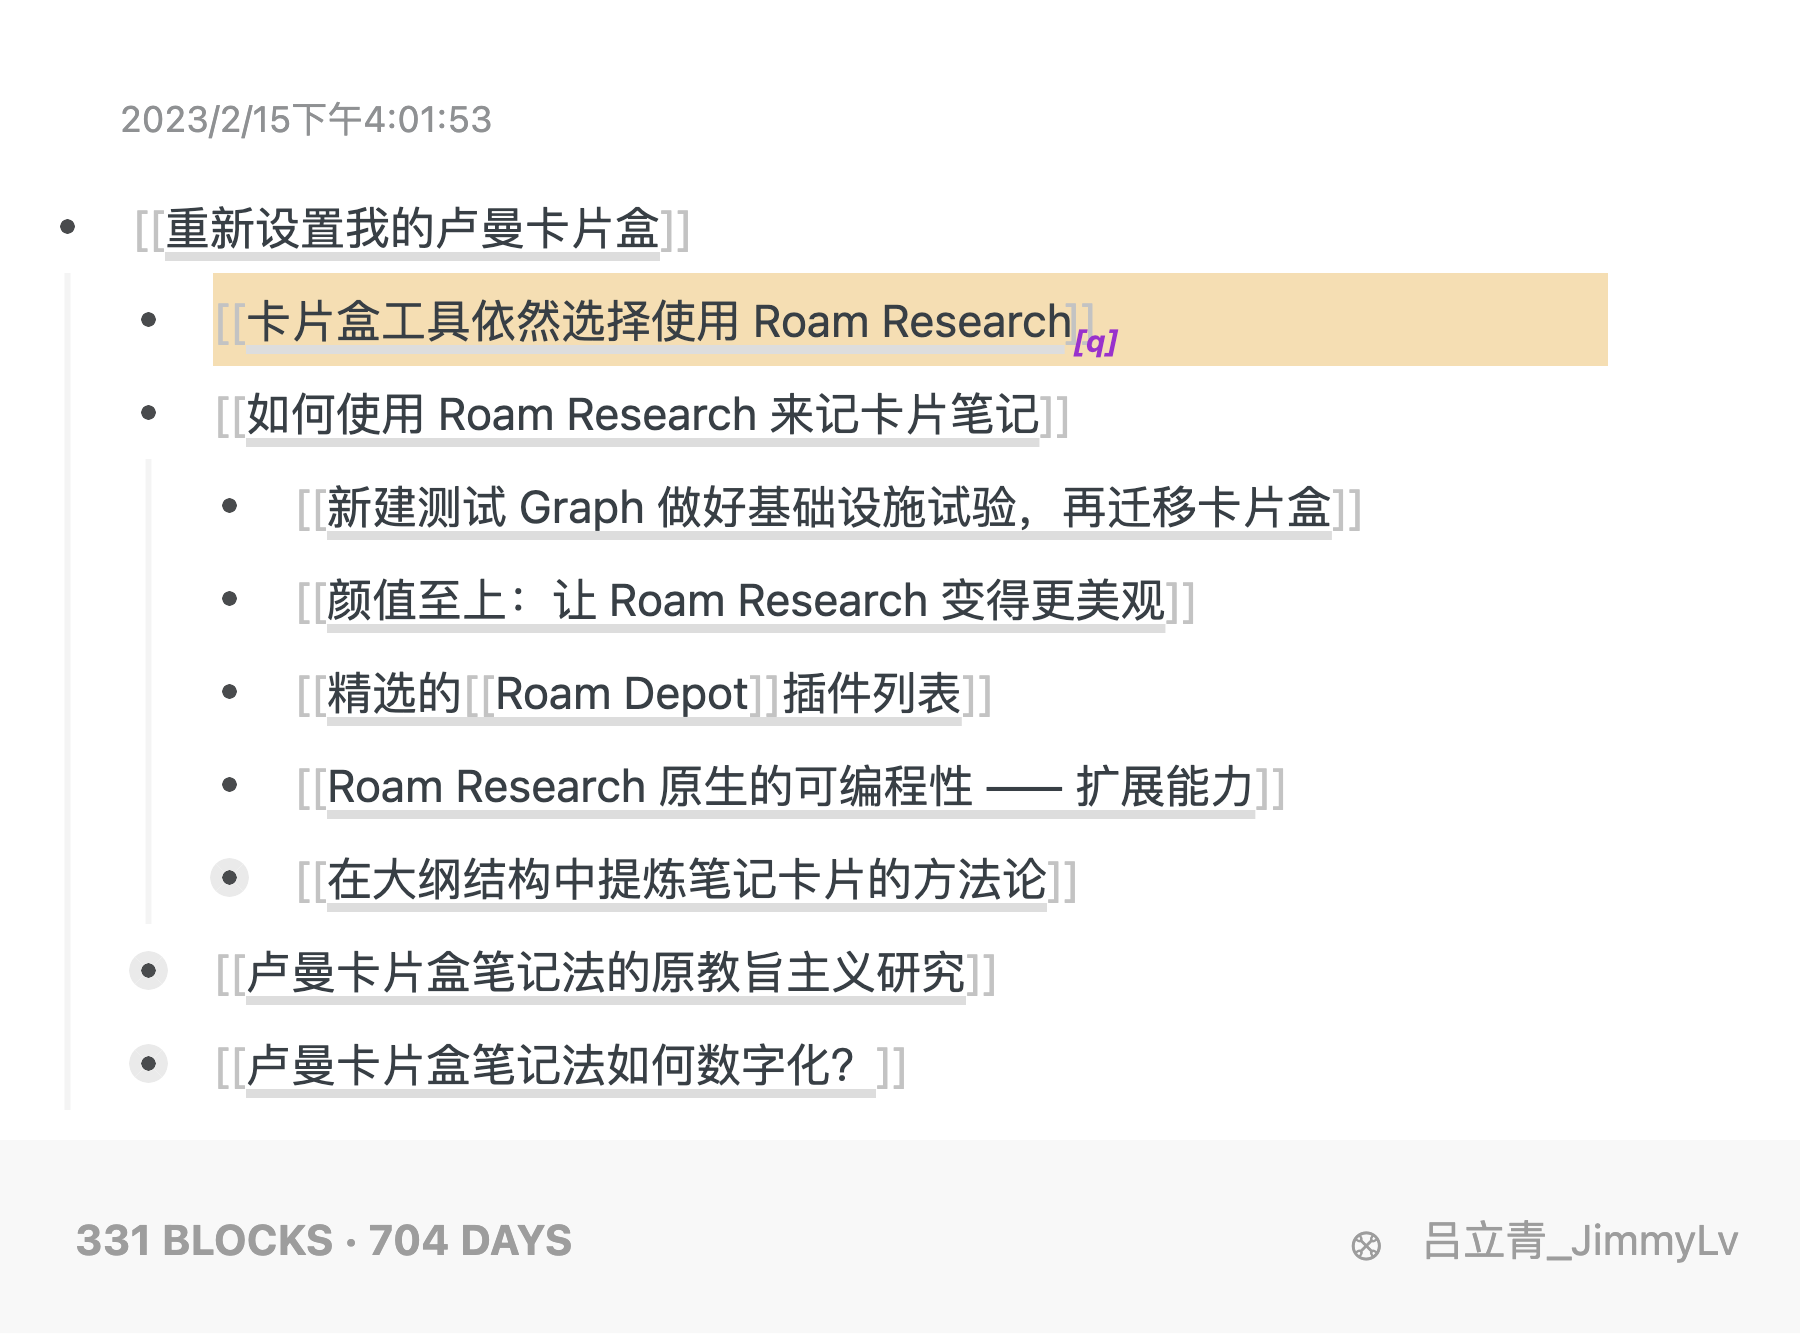 2023/2/15下午4:01:53
[[重新设置我的卢曼卡片盒]]
[[卡片盒工具依然选择使用 Roam Research]][q]
[[如何使用 Roam Research 来记卡片笔记]]
[[新建测试 Graph 做好基础设施试验，再迁移卡片盒]]
[[颜值至上：让 Roam Research 变得更美观]]
[[精选的[[Roam Depot]]插件列表]]
[[Roam Research 原生的可编程性 —— 扩展能力]]
[[在大纲结构中提炼笔记卡片的方法论]]
[[卢曼卡片盒笔记法的原教旨主义研究]]
[[卢曼卡片盒笔记法如何数字化？]]
331 BLOCKS · 704 DAYS
吕立青_JimmyLv